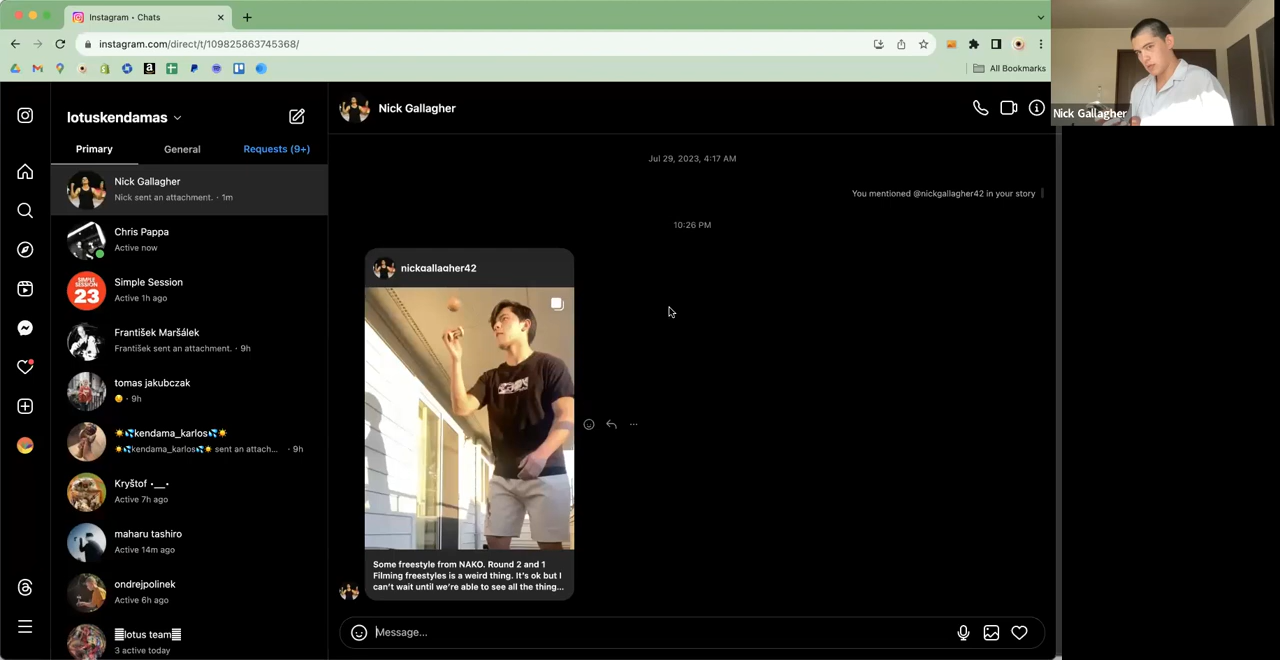 Instagram • Chats
instagram.com/direct/t/109825863745368/
All Bookmarks
Nick Gallagher
lotuskendamas
Primary
General
Requests (9+)
Nick Gallagher
Nick sent an attachment. · 1m
Chris Pappa
Active now
SIMPLE
SESSION
23
Simple Session
Active 1h ago
František Maršálek
František sent an attachment. · 9h
tomas jakubczak
😉 · 9h
☀️💦kendama_karlos💦☀️
☀️💦kendama_karlos💦☀️ sent an attach... · 9h
Kryštof •__•
Active 7h ago
maharu tashiro
Active 14m ago
ondrejpolinek
Active 6h ago
䷀lotus team䷀
3 active today
Nick Gallagher
Jul 29, 2023, 4:17 AM
You mentioned @nickgallagher42 in your story
10:26 PM
nickgallagher42
Some freestyle from NAKO. Round 2 and 1
Filming freestyles is a weird thing. It's ok but I
can't wait until we're able to see all the thing...
Message...